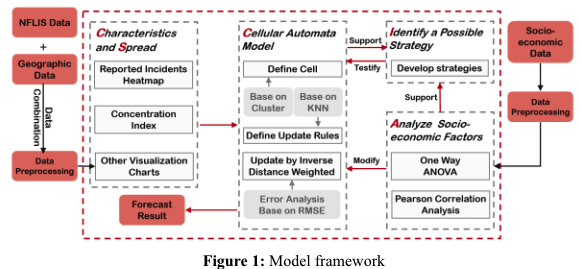 NFLIS Data
+
Geographic
Data
Data
Combination
Data
Preprocessing
Characteristics
and Spread
Reported Incidents
Heatmap
Concentration
Index
Other Visualization
Charts
Forecast
Result
Cellular Automata
Model
Define Cell
Base on
Cluster
Base on
KNN
Define Update Rules
Update by Inverse
Distance Weighted
Error Analysis
Base on RMSE
Support
Testify
Modify
Identify a Possible
Strategy
Develop strategies
Support
Analyze Socio-
economic Factors
One Way
ANOVA
Pearson Correlation
Analysis
Socio-
economic
Data
Data
Preprocessing
Figure 1: Model framework